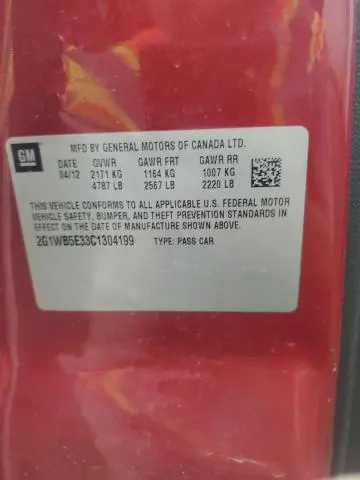 GM
MFD BY GENERAL MOTORS OF CANADA LTD.
DATE GVWR GAWR FRT GAWR RR
04/12 2171 KG 1164 KG 1007 KG
4787 LB 2567 LB 2220 LB
THIS VEHICLE CONFORMS TO ALL APPLICABLE U.S. FEDERAL MOTOR
VEHICLE SAFETY, BUMPER, AND THEFT PREVENTION STANDARDS IN
EFFECT ON THE DATE OF MANUFACTURE SHOWN ABOVE.
2G1WB5E33C1304199 TYPE: PASS CAR